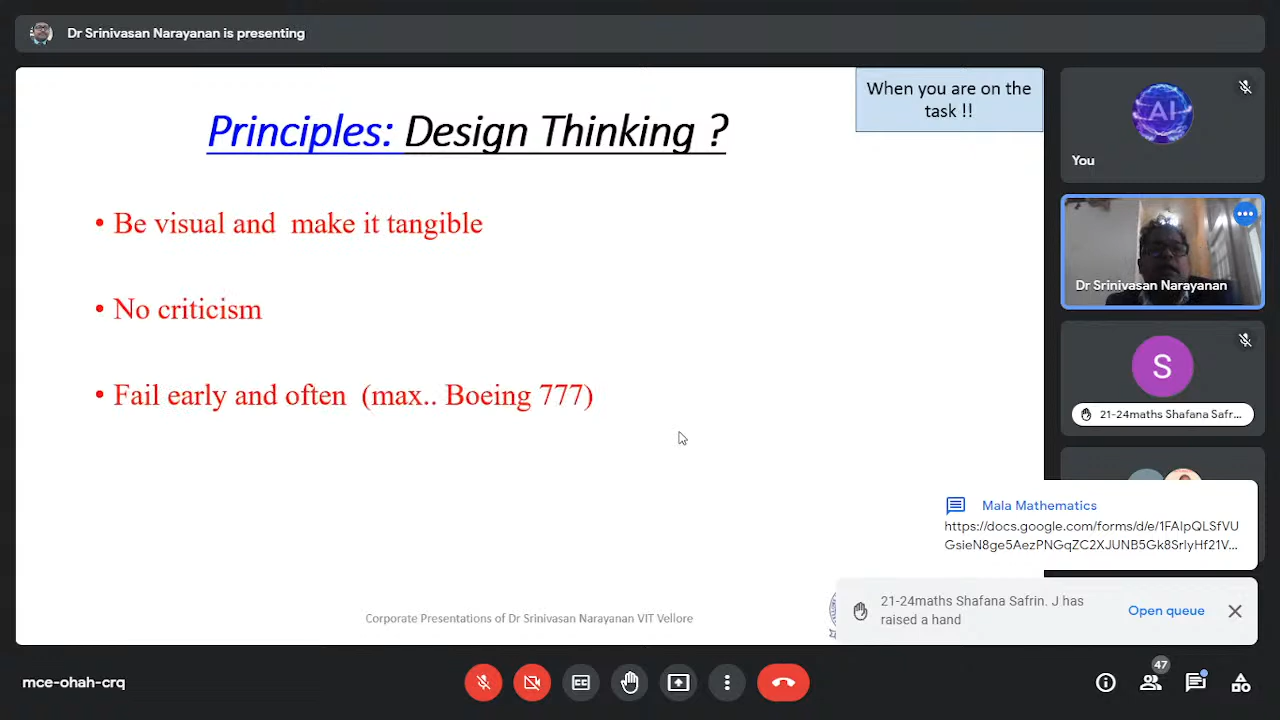 Dr Srinivasan Narayanan is presenting
When you are on the
task !!
Principles: Design Thinking ?
• Be visual and make it tangible
• No criticism
• Fail early and often (max.. Boeing 777)
Corporate Presentations of Dr Srinivasan Narayanan VIT Vellore
AI
You
Dr Srinivasan Narayanan
S
21-24maths Shafana Safr...
Mala Mathematics
https://docs.google.com/forms/d/e/1FAIpQLSfVU
GsieN8ge5AezPNGqZC2XJUNB5Gk8SrlyHf21V...
21-24maths Shafana Safrin. J has
raised a hand
Open queue
mce-ohah-crq
CC
47